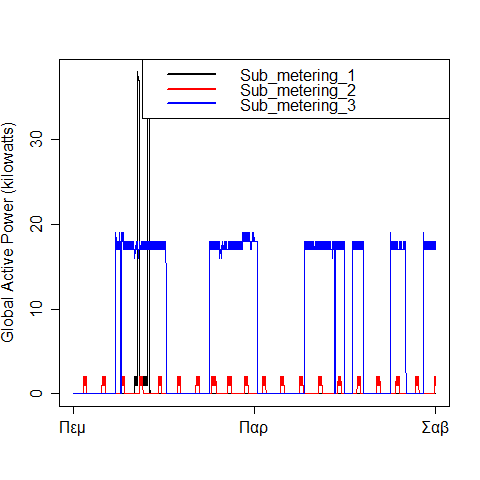 Sub_metering_1
Sub_metering_2
Sub_metering_3
Global Active Power (kilowatts)
30
20
10
0
Πεμ Παρ Σαβ